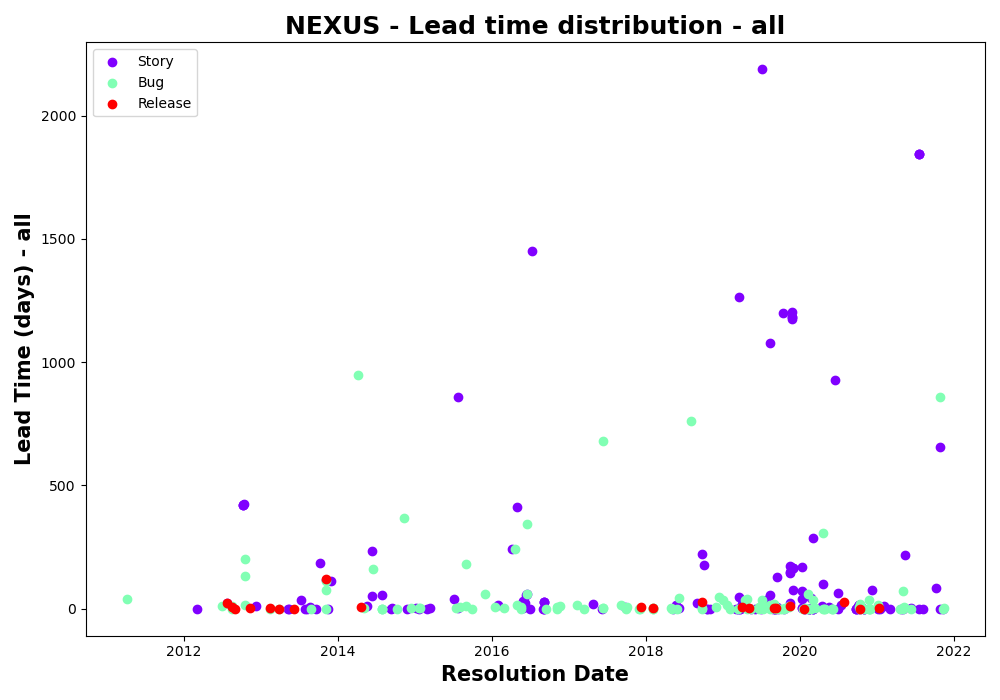 NEXUS - Lead time distribution - all
Story
Bug
Release
Lead Time (days) - all
2000
1500
1000
500
0
2012
2014
2016
2018
2020
2022
Resolution Date